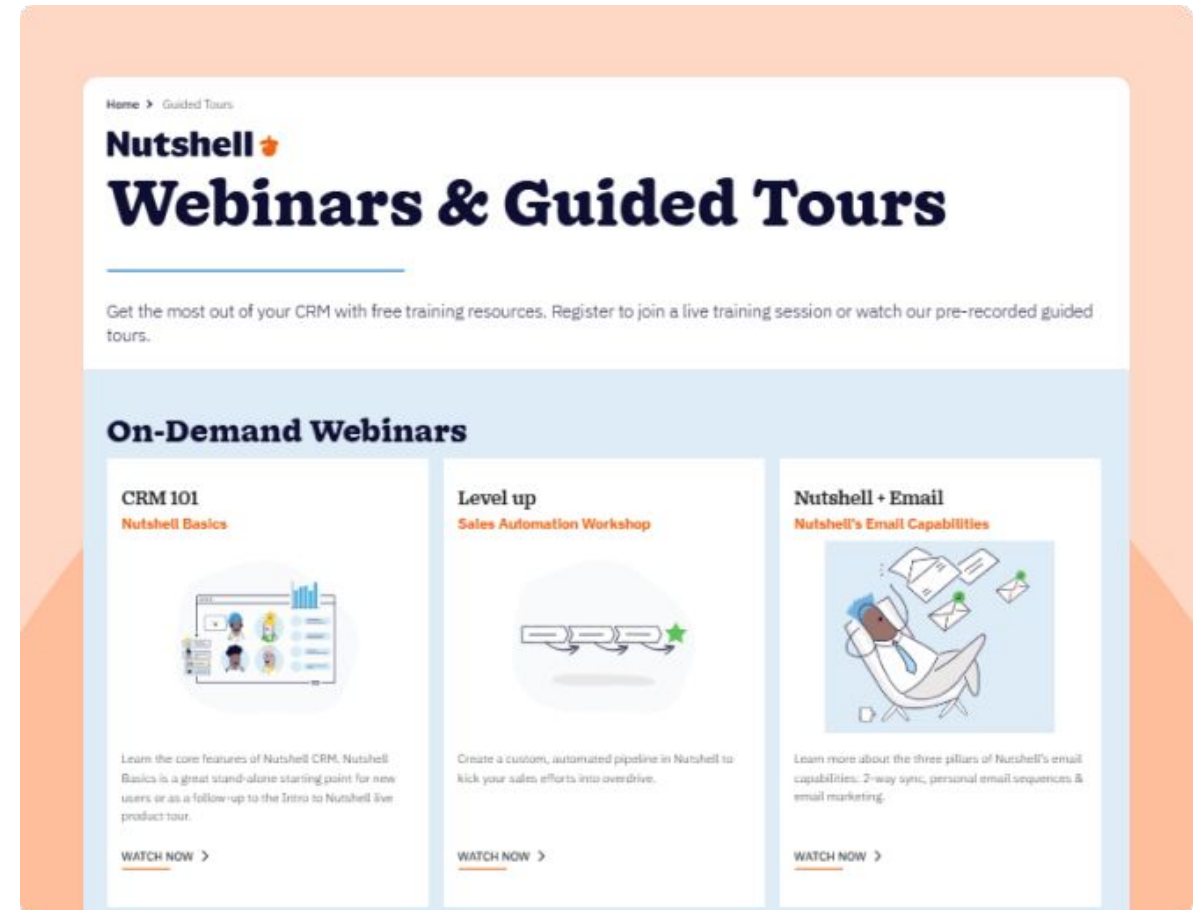 Home > Guided Tours
Nutshell
Webinars & Guided Tours
Get the most out of your CRM with free training resources. Register to join a live training session or watch our pre-recorded guided
tours.
On-Demand Webinars
CRM 101
Nutshell Basics
Learn the core features of Nutshell CRM. Nutshell
Basics is a great stand-alone starting point for new
users or as a follow-up to the Intro to Nutshell live
product tour.
WATCH NOW >
Level up
Sales Automation Workshop
Create a custom, automated pipeline in Nutshell to
kick your sales efforts into overdrive.
WATCH NOW >
Nutshell + Email
Nutshell's Email Capabilities
Learn more about the three pillars of Nutshell's email
capabilities: 2-way sync, personal email sequences &
email marketing.
WATCH NOW >